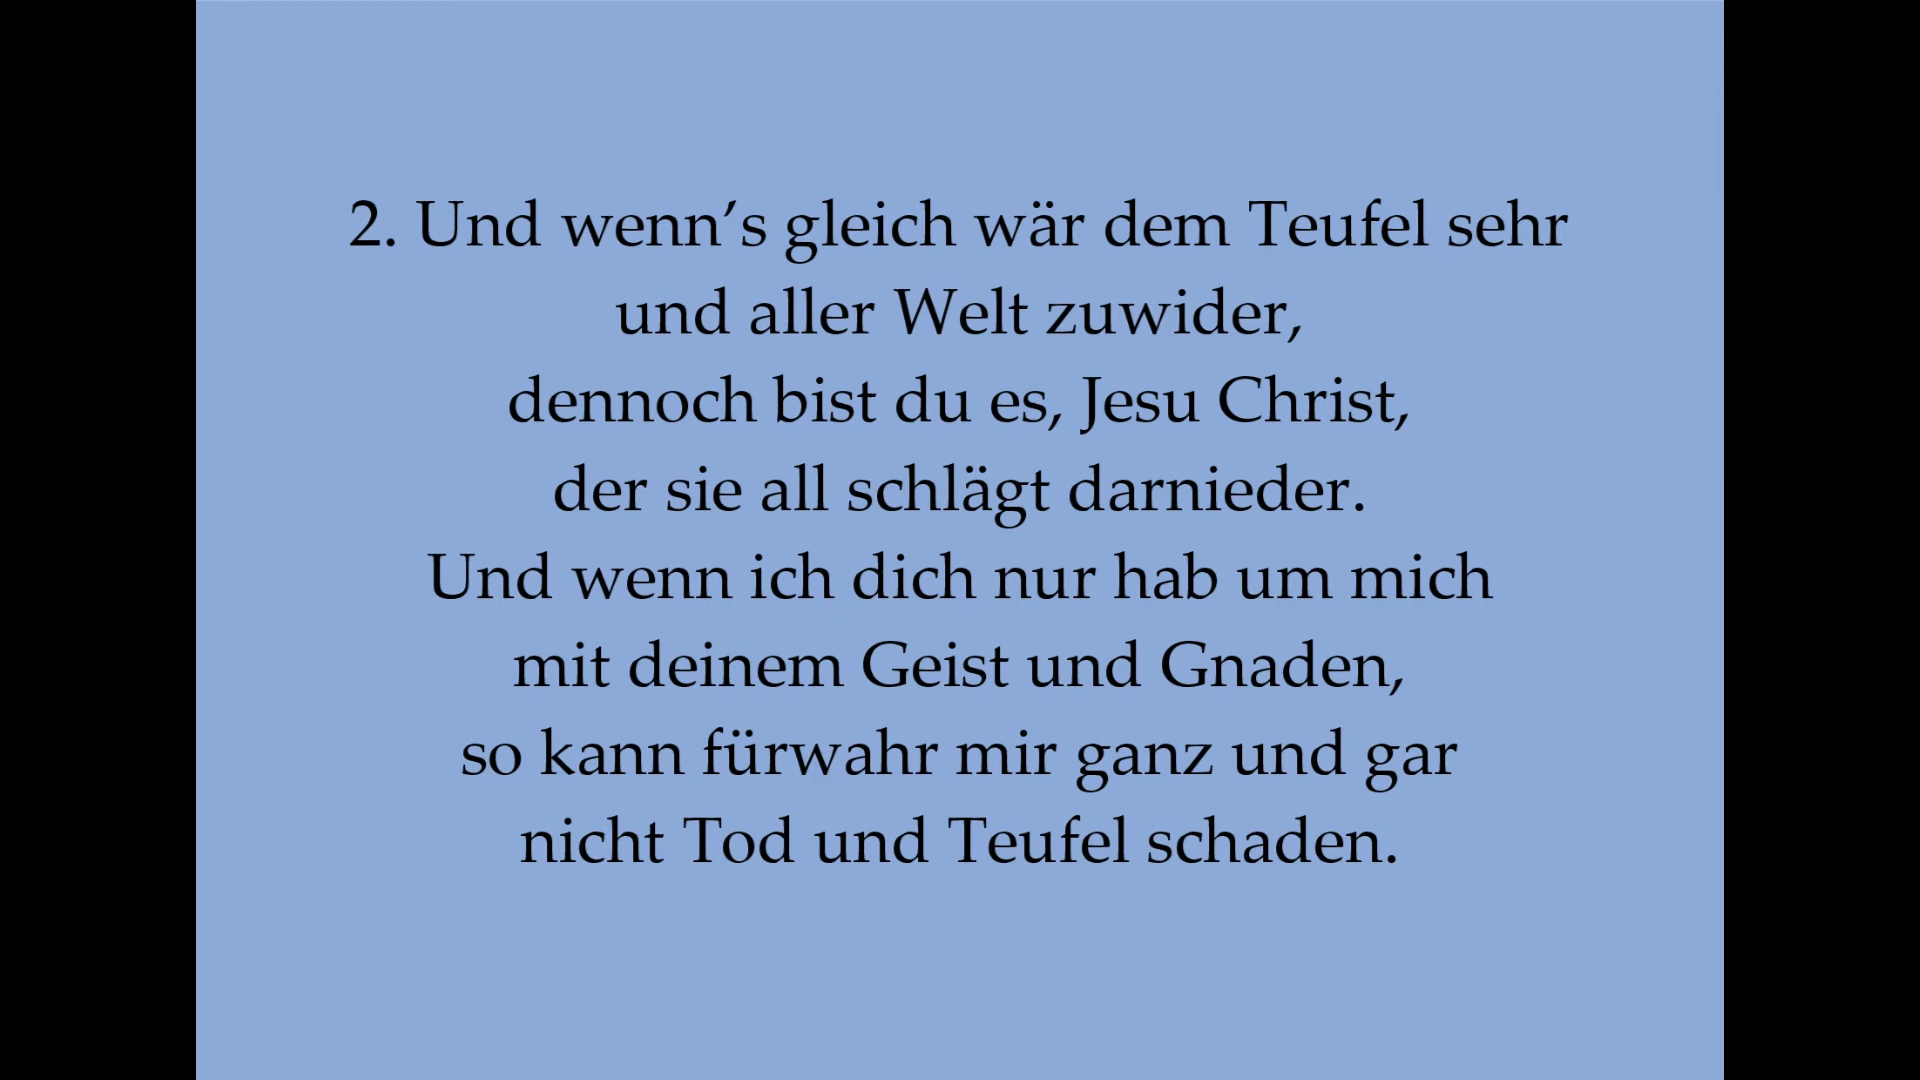 2. Und wenn’s gleich wär dem Teufel sehr
und aller Welt zuwider,
dennoch bist du es, Jesu Christ,
der sie all schlägt darnieder.
Und wenn ich dich nur hab um mich
mit deinem Geist und Gnaden,
so kann fürwahr mir ganz und gar
nicht Tod und Teufel schaden.